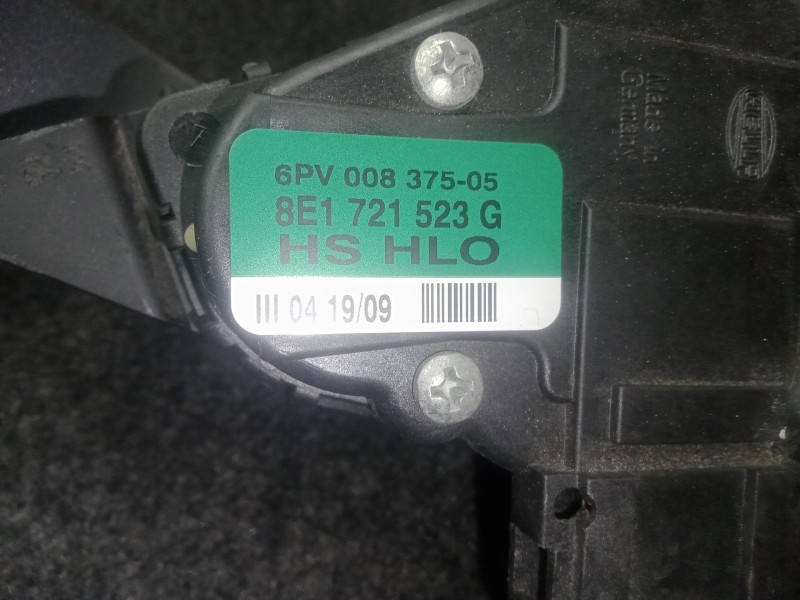 6PV 008 375-05
8E1 721 523 G
HS HLO
III 04 19/09
Made in
Germany